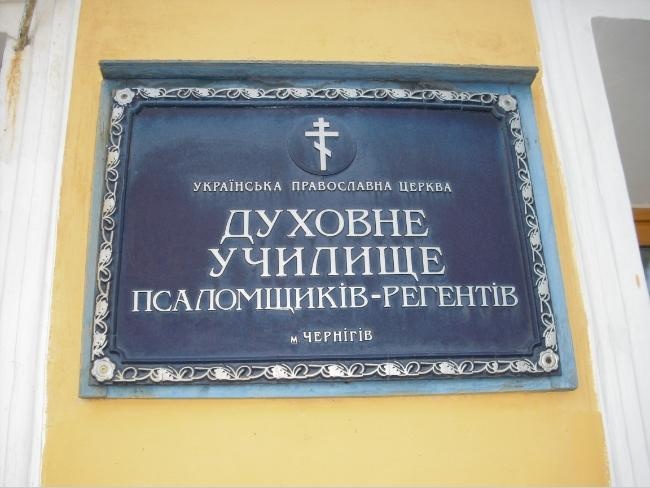 УКРАЇНСЬКА ПРАВОСЛАВНА ЦЕРКВА
ДУХОВНЕ
УЧИЛИЩЕ
ПСАЛОМЩИКІВ-РЕГЕНТІВ
м ЧЕРНІГІВ